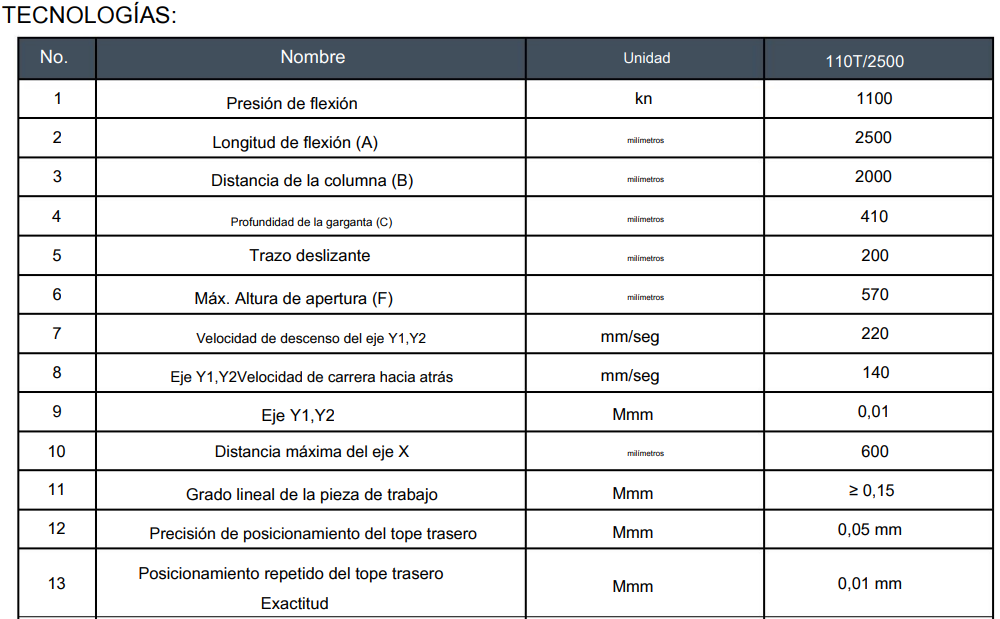 TECNOLOGÍAS:
No. Nombre Unidad 110T/2500
1 Presión de flexión kn 1100
2 Longitud de flexión (A) milímetros 2500
3 Distancia de la columna (B) milímetros 2000
4 Profundidad de la garganta (C) milímetros 410
5 Trazo deslizante milímetros 200
6 Máx. Altura de apertura (F) milímetros 570
7 Velocidad de descenso del eje Y1,Y2 mm/seg 220
8 Eje Y1,Y2Velocidad de carrera hacia atrás mm/seg 140
9 Eje Y1,Y2 Mmm 0,01
10 Distancia máxima del eje X milímetros 600
11 Grado lineal de la pieza de trabajo Mmm ≥ 0,15
12 Precisión de posicionamiento del tope trasero Mmm 0,05 mm
13 Posicionamiento repetido del tope trasero Mmm 0,01 mm
Exactitud